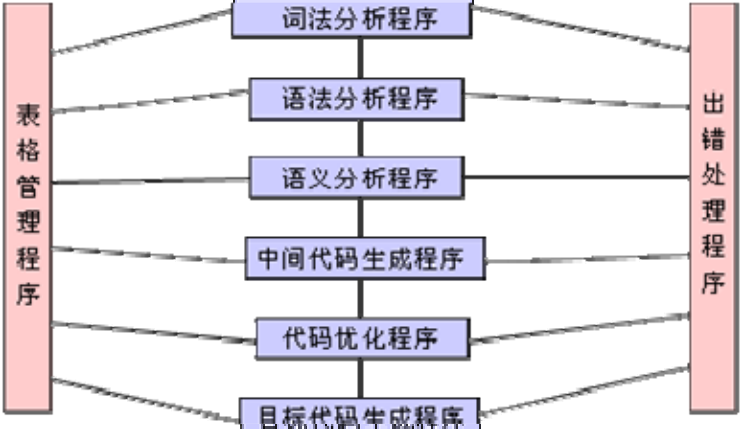 词法分析程序
语法分析程序
语义分析程序
中间代码生成程序
代码优化程序
目标代码生成程序
表格管理程序
出错处理程序